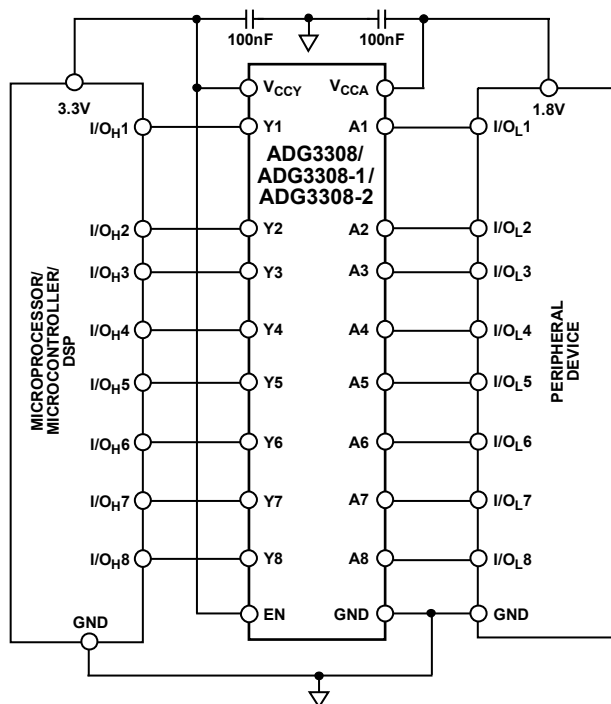 100nF 100nF
3.3V
VCCY VCCA
1.8V
I/OH1 Y1 A1 I/OL1
ADG3308/
ADG3308-1/
ADG3308-2
I/OH2 Y2 A2 I/OL2
I/OH3 Y3 A3 I/OL3
I/OH4 Y4 A4 I/OL4
I/OH5 Y5 A5 I/OL5
I/OH6 Y6 A6 I/OL6
I/OH7 Y7 A7 I/OL7
I/OH8 Y8 A8 I/OL8
MICROPROCESSOR/
MICROCONTROLLER/
DSP
PERIPHERAL
DEVICE
GND EN GND GND